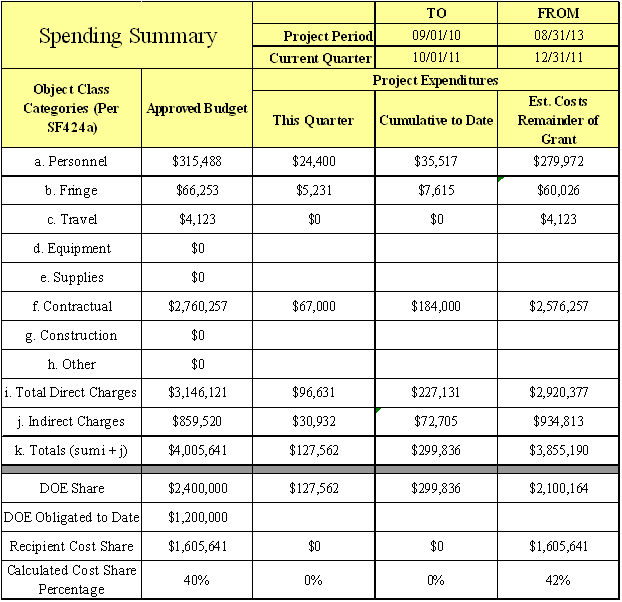 Spending Summary
TO FROM
Project Period 09/01/10 08/31/13
Current Quarter 10/01/11 12/31/11
Object Class
Categories (Per
SF424a)
Approved Budget
Project Expenditures
This Quarter
Cumulative to Date
Est. Costs
Remainder of
Grant
a. Personnel $315,488 $24,400 $35,517 $279,972
b. Fringe $66,253 $5,231 $7,615 $60,026
c. Travel $4,123 $0 $0 $4,123
d. Equipment $0
e. Supplies $0
f. Contractual $2,760,257 $67,000 $184,000 $2,576,257
g. Construction $0
h. Other $0
i. Total Direct Charges $3,146,121 $96,631 $227,131 $2,920,377
j. Indirect Charges $859,520 $30,932 $72,705 $934,813
k. Totals (sum i + j) $4,005,641 $127,562 $299,836 $3,855,190
DOE Share $2,400,000 $127,562 $299,836 $2,100,164
DOE Obligated to Date $1,200,000
Recipient Cost Share $1,605,641 $0 $0 $1,605,641
Calculated Cost Share
Percentage
40% 0% 0% 42%